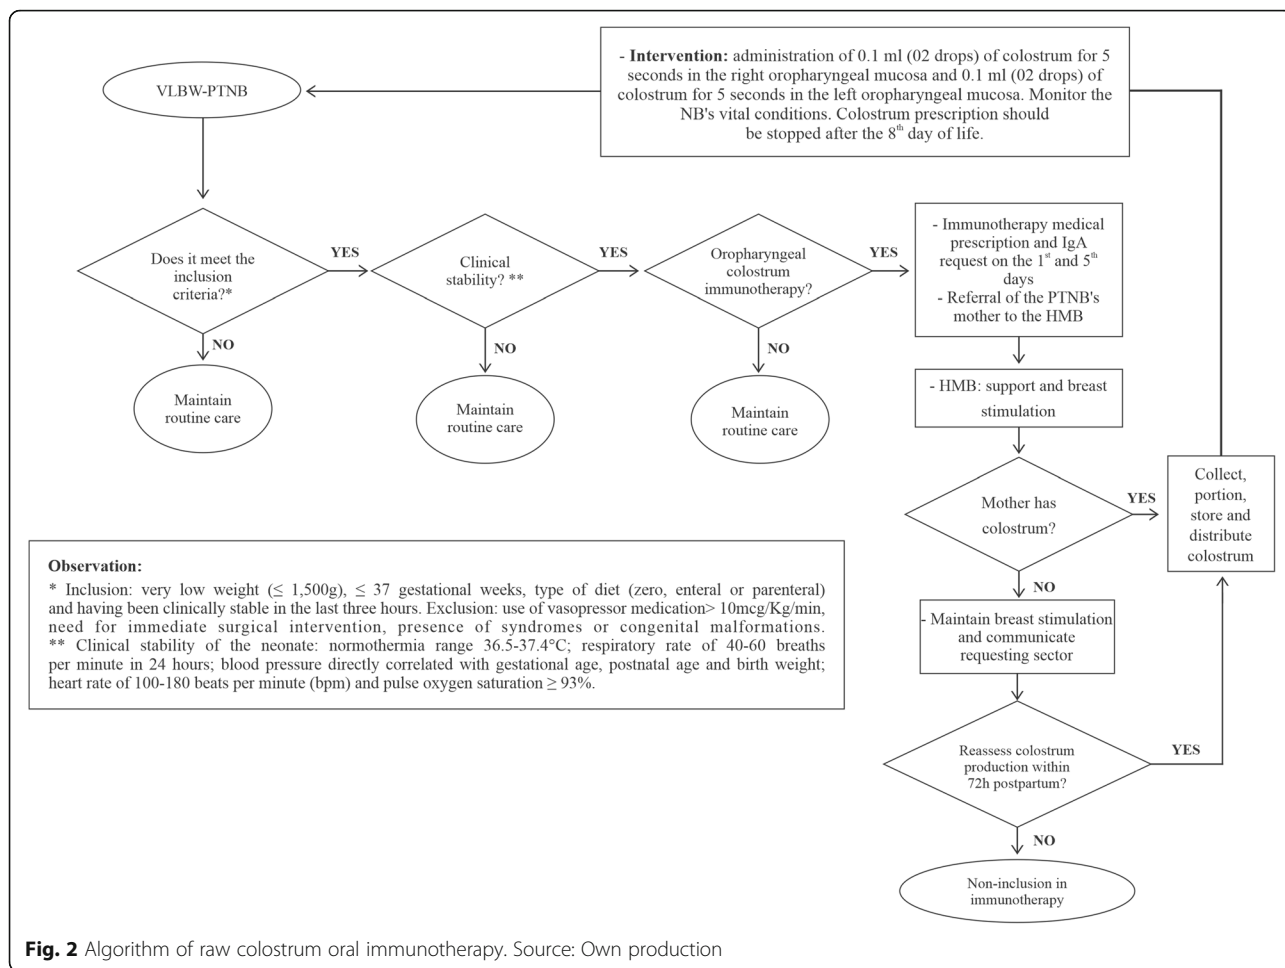 - Intervention: administration of 0.1 ml (02 drops) of colostrum for 5
seconds in the right oropharyngeal mucosa and 0.1 ml (02 drops) of
colostrum for 5 seconds in the left oropharyngeal mucosa. Monitor the
NB's vital conditions. Colostrum prescription should
be stopped after the 8th day of life.
VLBW-PTNB
Does it meet the
inclusion
criteria?*
YES
NO
Maintain
routine care
Clinical
stability? **
YES
NO
Maintain
routine care
Oropharyngeal
colostrum
immunotherapy?
YES
NO
Maintain
routine care
- Immunotherapy medical
prescription and IgA
request on the 1st and 5th
days
- Referral of the PTNB's
mother to the HMB
- HMB: support and breast
stimulation
Mother has
colostrum?
YES
Collect,
portion,
store and
distribute
colostrum
NO
- Maintain breast stimulation
and communicate
requesting sector
Reassess colostrum
production within
72h postpartum?
YES
NO
Non-inclusion in
immunotherapy
Observation:
* Inclusion: very low weight (≤ 1,500g), ≤ 37 gestational weeks, type of diet (zero, enteral or parenteral)
and having been clinically stable in the last three hours. Exclusion: use of vasopressor medication> 10mcg/Kg/min,
need for immediate surgical intervention, presence of syndromes or congenital malformations.
** Clinical stability of the neonate: normothermia range 36.5-37.4°C; respiratory rate of 40-60 breaths
per minute in 24 hours; blood pressure directly correlated with gestational age, postnatal age and birth weight;
heart rate of 100-180 beats per minute (bpm) and pulse oxygen saturation ≥ 93%.
Fig. 2 Algorithm of raw colostrum oral immunotherapy. Source: Own production